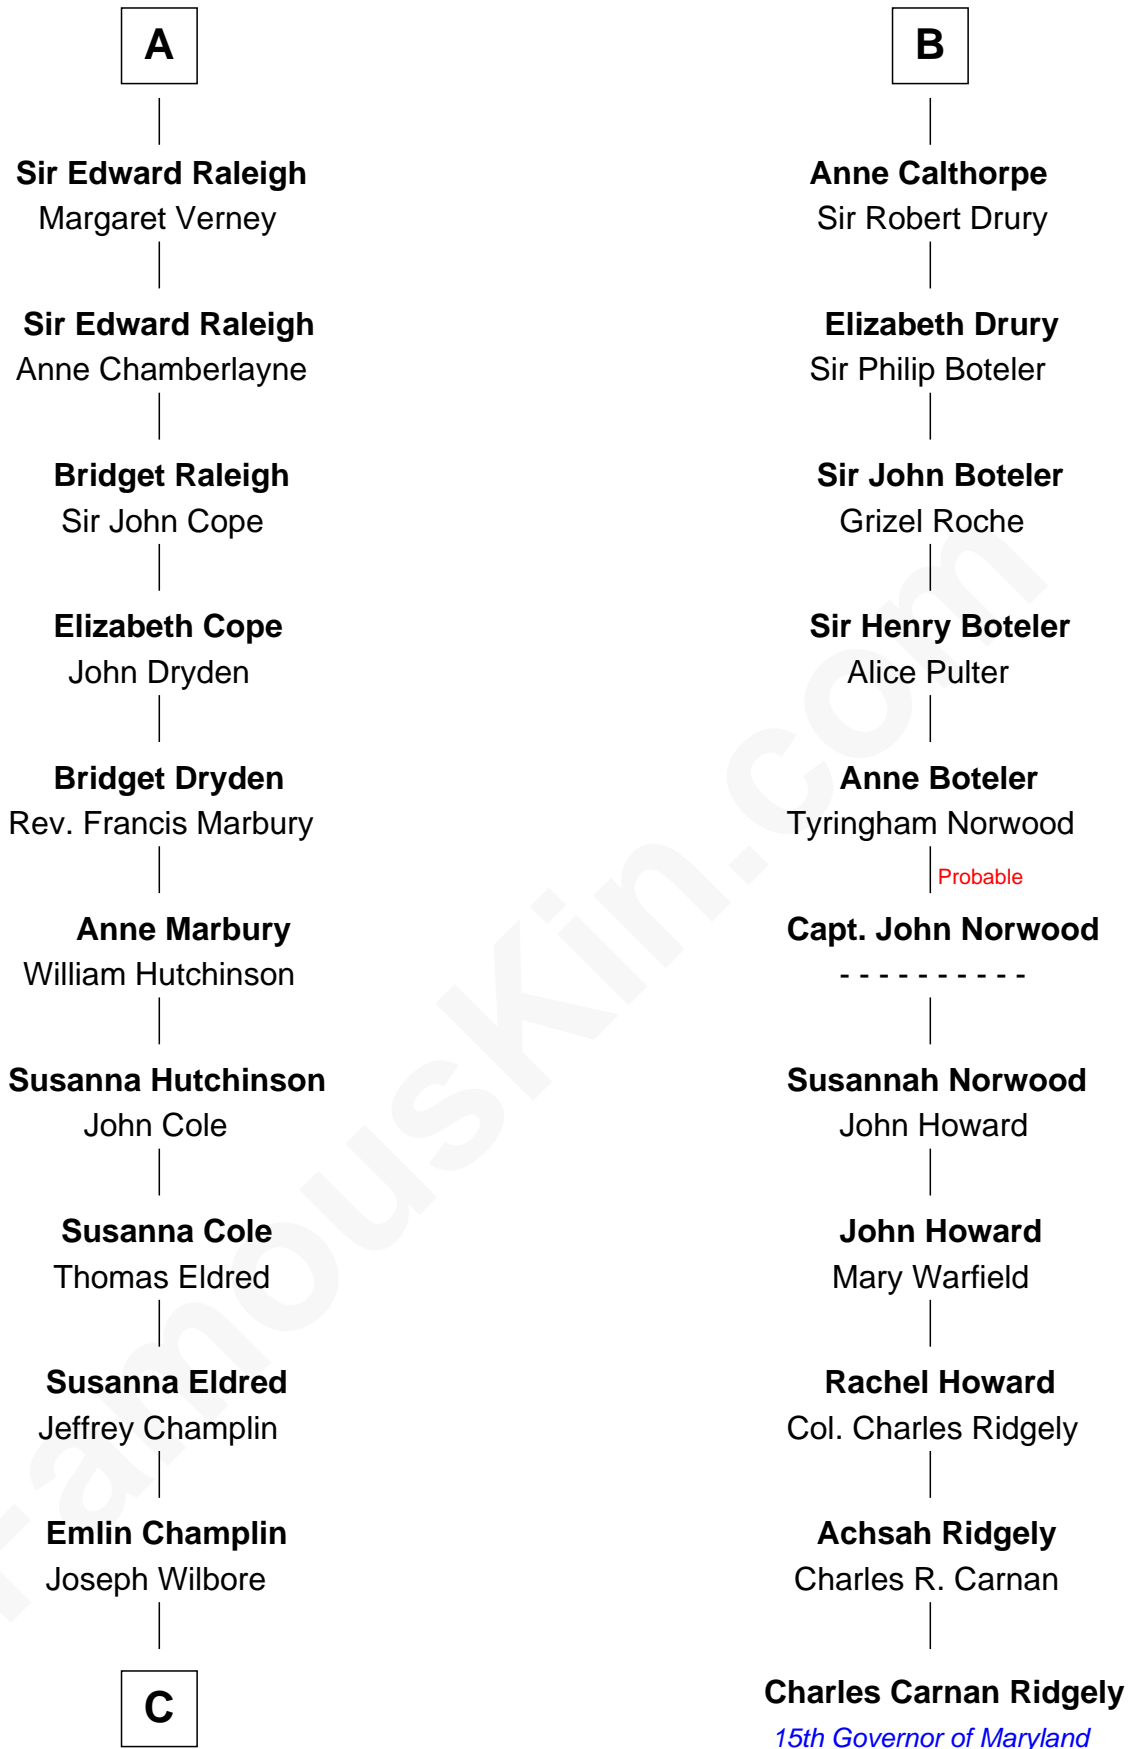 A
Sir Edward Raleigh
Margaret Verney
Sir Edward Raleigh
Anne Chamberlayne
Bridget Raleigh
Sir John Cope
Elizabeth Cope
John Dryden
Bridget Dryden
Rev. Francis Marbury
Anne Marbury
William Hutchinson
Susanna Hutchinson
John Cole
Susanna Cole
Thomas Eldred
Susanna Eldred
Jeffrey Champlin
Emlin Champlin
Joseph Wilbore
C
B
Anne Calthorpe
Sir Robert Drury
Elizabeth Drury
Sir Philip Boteler
Sir John Boteler
Grizel Roche
Sir Henry Boteler
Alice Pulter
Anne Boteler
Tyringham Norwood
Probable
Capt. John Norwood
- - - - - - - - - -
Susannah Norwood
John Howard
John Howard
Mary Warfield
Rachel Howard
Col. Charles Ridgely
Achsah Ridgely
Charles R. Carnan
Charles Carnan Ridgely
15th Governor of Maryland
FamousKin.com